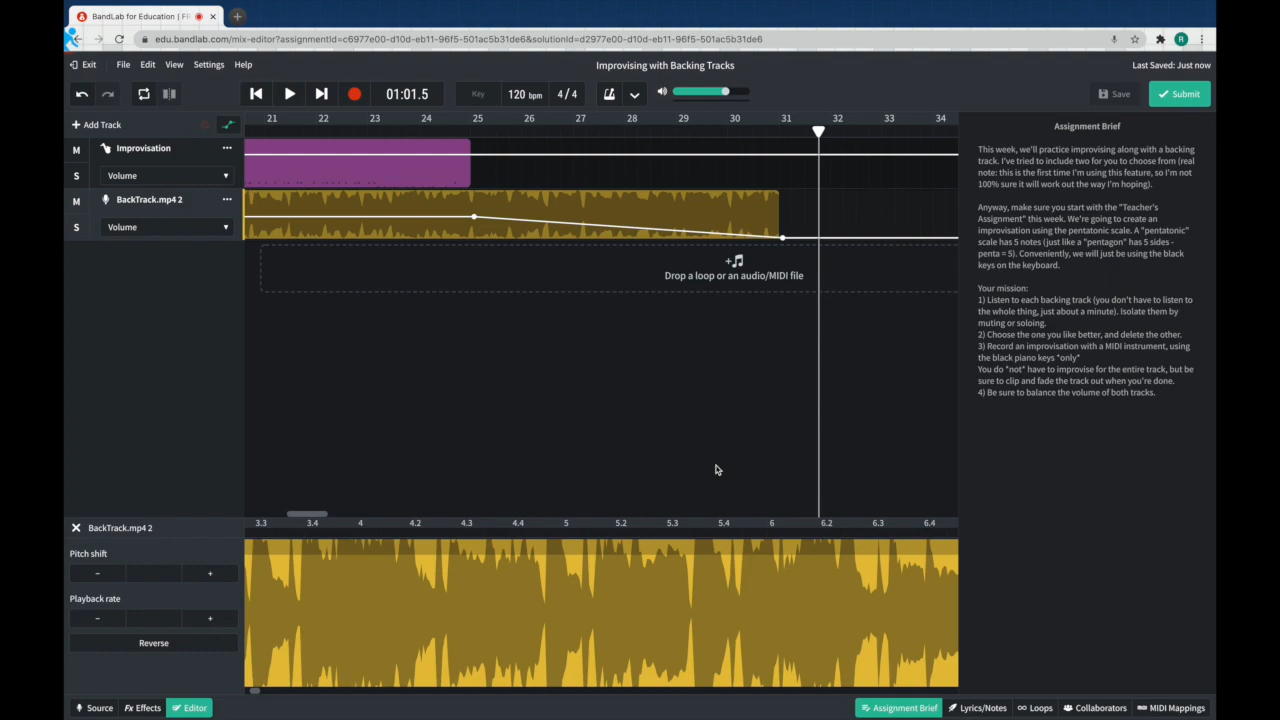 BandLab for Education | FR
edu.bandlab.com/mix-editor?assignmentId=c6977e00-d10d-eb11-96f5-501ac5b31de6&solutionId=d2977e00-d10d-eb11-96f5-501ac5b31de6
R
Exit File Edit View Settings Help Improvising with Backing Tracks Last Saved: Just now
01:01.5 Key 120 bpm 4 / 4 Save Submit
Add Track 21 22 23 24 25 26 27 28 29 30 31 32 33 34
M Improvisation
S Volume
M BackTrack.mp4 2
S Volume
Drop a loop or an audio/MIDI file
Assignment Brief
This week, we'll practice improvising along with a backing
track. I've tried to include two for you to choose from (real
note: this is the first time I'm using this feature, so I'm not
100% sure it will work out the way I'm hoping).
Anyway, make sure you start with the "Teacher's
Assignment" this week. We're going to create an
improvisation using the pentatonic scale. A "pentatonic"
scale has 5 notes (just like a "pentagon" has 5 sides -
penta = 5). Conveniently, we will just be using the black
keys on the keyboard.
Your mission:
1) Listen to each backing track (you don't have to listen to
the whole thing, just about a minute). Isolate them by
muting or soloing.
2) Choose the one you like better, and delete the other.
3) Record an improvisation with a MIDI instrument, using
the black piano keys *only*
You do *not* have to improvise for the entire track, but be
sure to clip and fade the track out when you're done.
4) Be sure to balance the volume of both tracks.
BackTrack.mp4 2 3.3 3.4 4 4.2 4.3 4.4 5 5.2 5.3 5.4 6 6.2 6.3 6.4
Pitch shift
− +
Playback rate
− +
Reverse
Source Fx Effects Editor Assignment Brief Lyrics/Notes Loops Collaborators MIDI Mappings